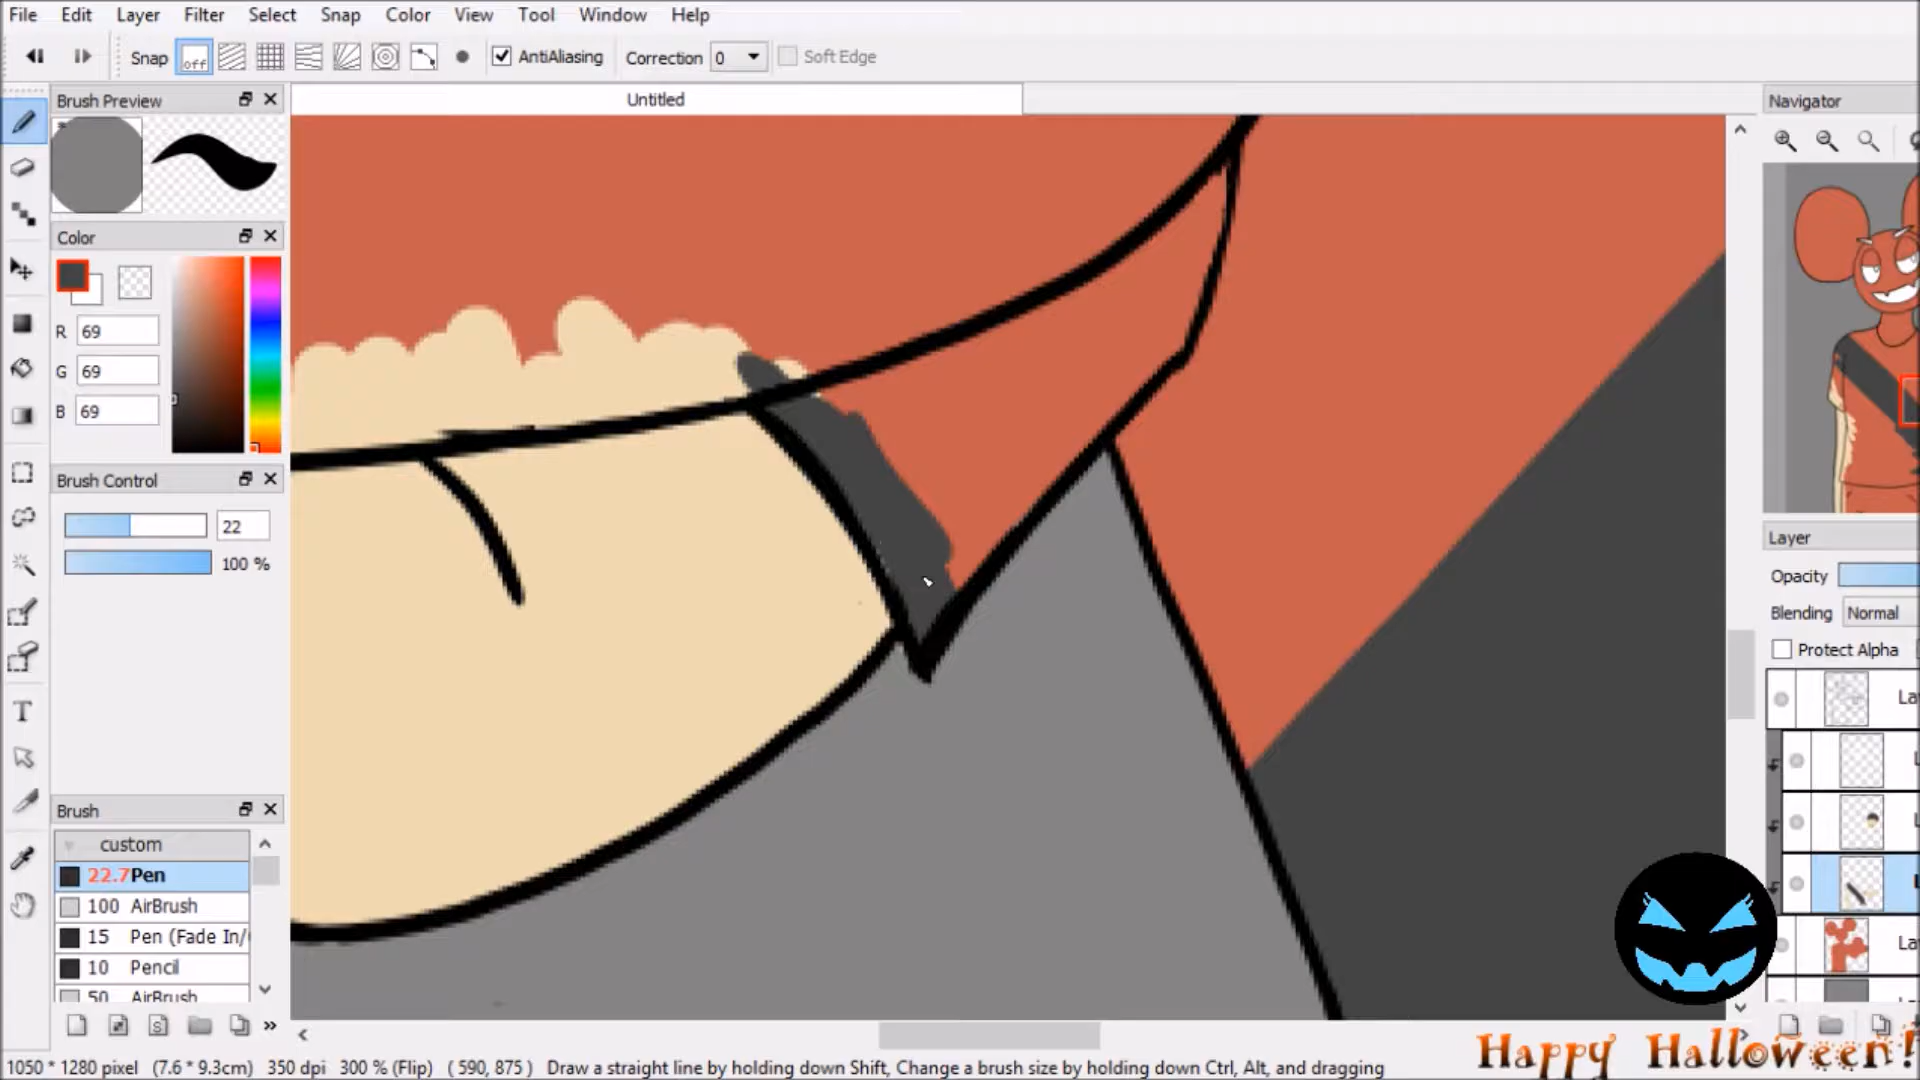 File Edit Layer Filter Select Snap Color View Tool Window Help
Snap off AntiAliasing Correction 0 Soft Edge
Brush Preview
Untitled
Navigator
Color
R 69
G 69
B 69
Brush Control
22
100 %
Layer
Opacity
Blending Normal
Protect Alpha
Brush
custom
22.7 Pen
100 AirBrush
15 Pen (Fade In/
10 Pencil
50 AirBrush
Happy Halloween!
1050 * 1280 pixel (7.6 * 9.3cm) 350 dpi 300 % (Flip) ( 590, 875 ) Draw a straight line by holding down Shift, Change a brush size by holding down Ctrl, Alt, and dragging